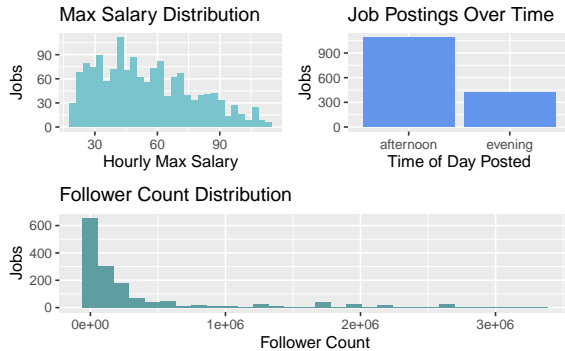 Max Salary Distribution
Jobs
90
60
30
0
30 60 90
Hourly Max Salary
Job Postings Over Time
Jobs
900
600
300
0
afternoon evening
Time of Day Posted
Follower Count Distribution
Jobs
600
400
200
0
0e+00 1e+06 2e+06 3e+06
Follower Count